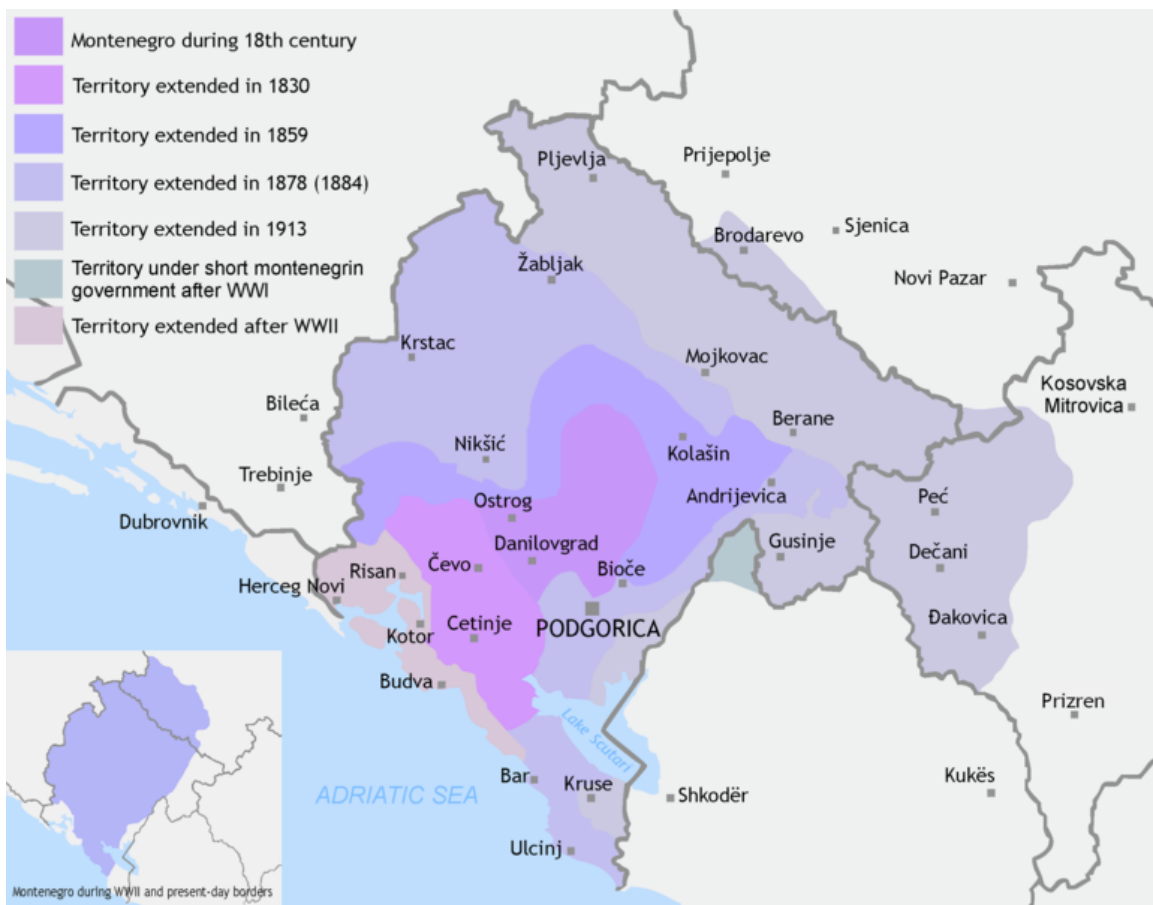 Montenegro during 18th century
Territory extended in 1830
Territory extended in 1859
Territory extended in 1878 (1884)
Territory extended in 1913
Territory under short montenegrin
government after WWI
Territory extended after WWII
Pljevlja
Prijepolje
Sjenica
Brodarevo
Novi Pazar
Žabljak
Krstac
Mojkovac
Kosovska
Mitrovica
Bileća
Berane
Nikšić
Kolašin
Trebinje
Andrijevica
Peć
Ostrog
Dubrovnik
Danilovgrad
Gusinje
Dečani
Čevo
Risan
Bioče
Herceg Novi
Đakovica
Kotor
Cetinje
PODGORICA
Budva
Prizren
Lake Scutari
Bar
Kruse
Shkodër
Kukës
ADRIATIC SEA
Ulcinj
Montenegro during WWII and present-day borders